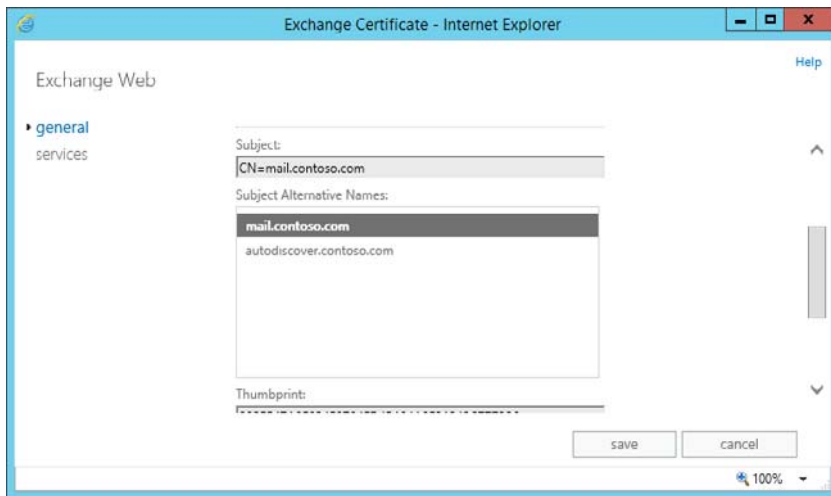 Exchange Certificate - Internet Explorer
Help
Exchange Web
general
services
Subject:
CN=mail.contoso.com
Subject Alternative Names:
mail.contoso.com
autodiscover.contoso.com
Thumbprint:
save
cancel
100%